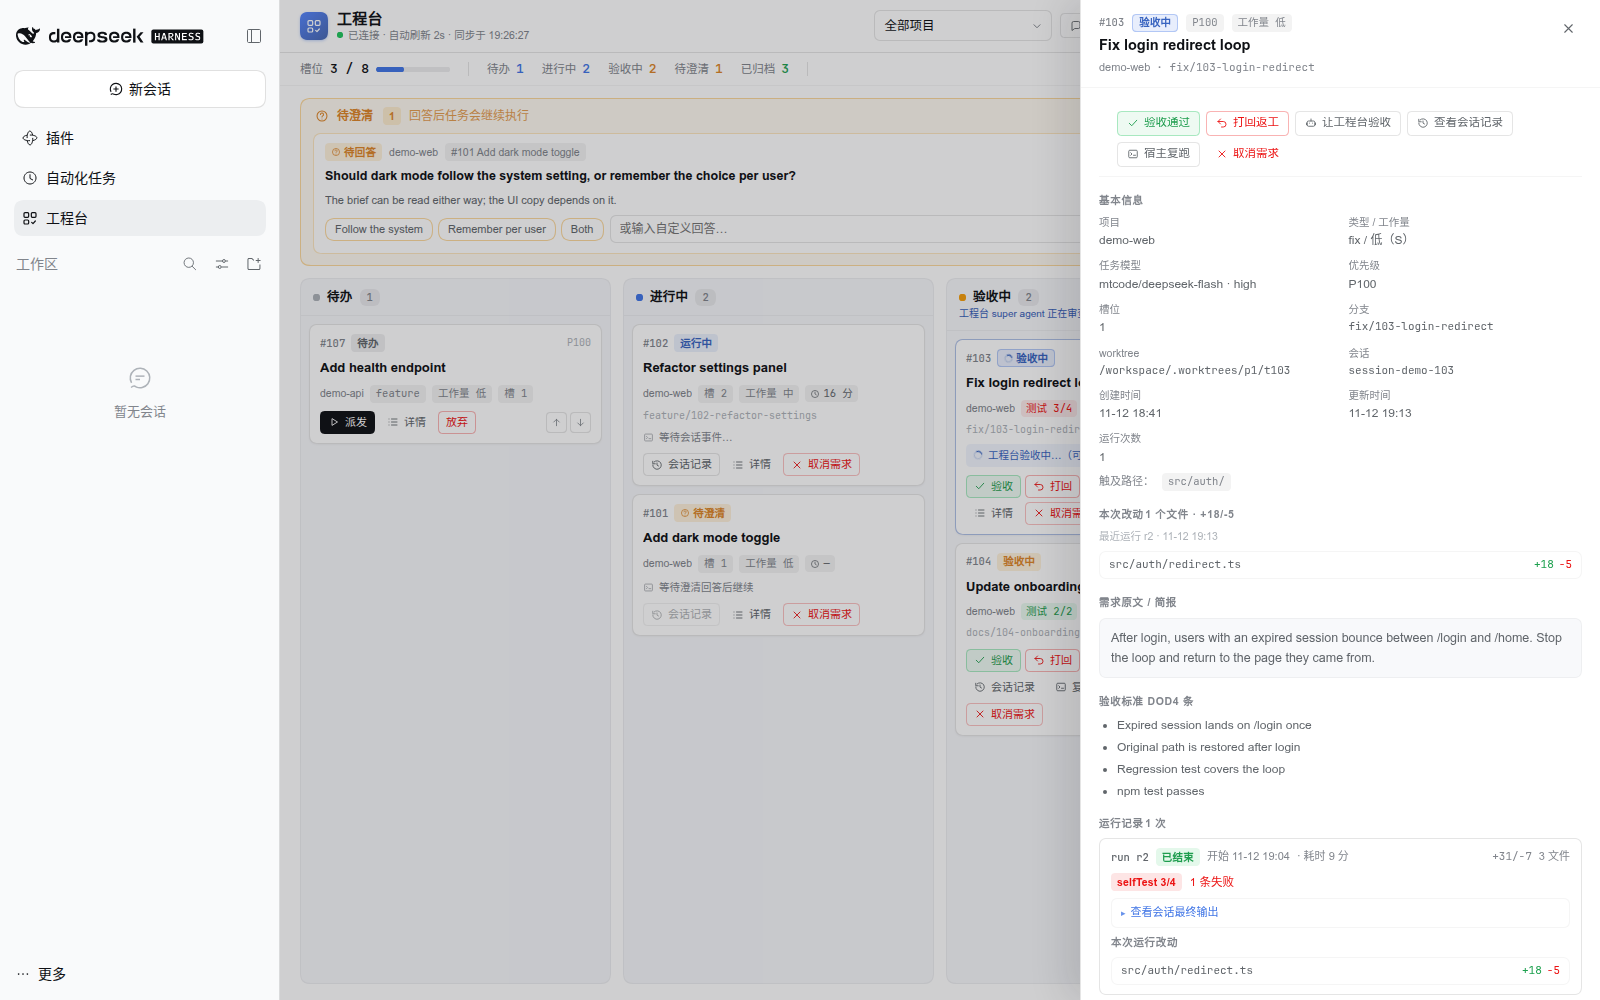 deepseek HARNESS
新会话
插件
自动化任务
工程台
工作区
暂无会话
··· 更多
工程台
已连接 · 自动刷新 2s · 同步于 19:26:27
全部项目
槽位 3 / 8
待办 1
进行中 2
验收中 2
待澄清 1
已归档 3
待澄清 1 回答后任务会继续执行
待回答 demo-web #101 Add dark mode toggle
Should dark mode follow the system setting, or remember the choice per user?
The brief can be read either way; the UI copy depends on it.
Follow the system
Remember per user
Both
或输入自定义回答…
待办 1
#107 待办 P100
Add health endpoint
demo-api feature 工作量 低 槽 1
派发 详情 放弃
进行中 2
#102 运行中
Refactor settings panel
demo-web 槽 2 工作量 中 16 分
feature/102-refactor-settings
等待会话事件…
会话记录 详情 取消需求
#101 待澄清
Add dark mode toggle
demo-web 槽 1 工作量 低 –
等待澄清回答后继续
会话记录 详情 取消需求
验收中 2
工程台 super agent 正在审
#103 验收中
Fix login redirect l
demo-web 测试 3/4
fix/103-login-redir
工程台验收中…（可
验收 打回
详情 取消需
#104 验收中
Update onboarding
demo-web 测试 2/2
docs/104-onboarding
验收 打回
会话记录
取消需求
#103 验收中 P100 工作量 低
Fix login redirect loop
demo-web · fix/103-login-redirect
验收通过 打回返工 让工程台验收 查看会话记录
宿主复跑 取消需求
基本信息
项目
demo-web
类型 / 工作量
fix / 低（S）
任务模型
mtcode/deepseek-flash · high
优先级
P100
槽位
1
分支
fix/103-login-redirect
worktree
/workspace/.worktrees/p1/t103
会话
session-demo-103
创建时间
11-12 18:41
更新时间
11-12 19:13
运行次数
1
触及路径： src/auth/
本次改动 1 个文件 · +18/-5
最近运行 r2 · 11-12 19:13
src/auth/redirect.ts +18 -5
需求原文 / 简报
After login, users with an expired session bounce between /login and /home. Stop
the loop and return to the page they came from.
验收标准 DOD4 条
• Expired session lands on /login once
• Original path is restored after login
• Regression test covers the loop
• npm test passes
运行记录 1 次
run r2 已结束 开始 11-12 19:04 · 耗时 9 分 +31/-7 3 文件
selfTest 3/4 1 条失败
▸ 查看会话最终输出
本次运行改动
src/auth/redirect.ts +18 -5